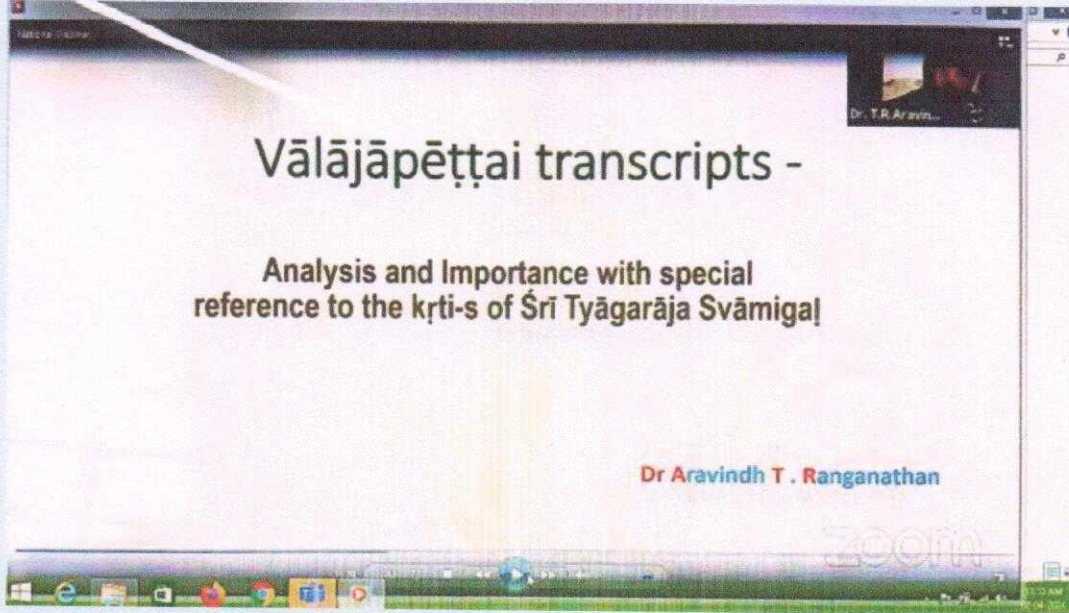 Dr. T.R.Aravin...
Vālājāpēṭṭai transcripts -
Analysis and Importance with special
reference to the kṛti-s of Śrī Tyāgarāja Svāmigaḷ
Dr Aravindh T . Ranganathan
zoom